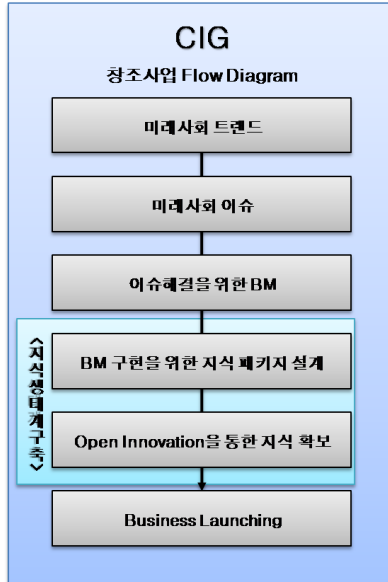 CIG
창조사업 Flow Diagram
미래사회 트랜드
미래사회 이슈
이슈해결을 위한 BM
<지식생태계구축>
BM 구현을 위한 지식 패키지 설계
Open Innovation을 통한 지식 확보
Business Launching